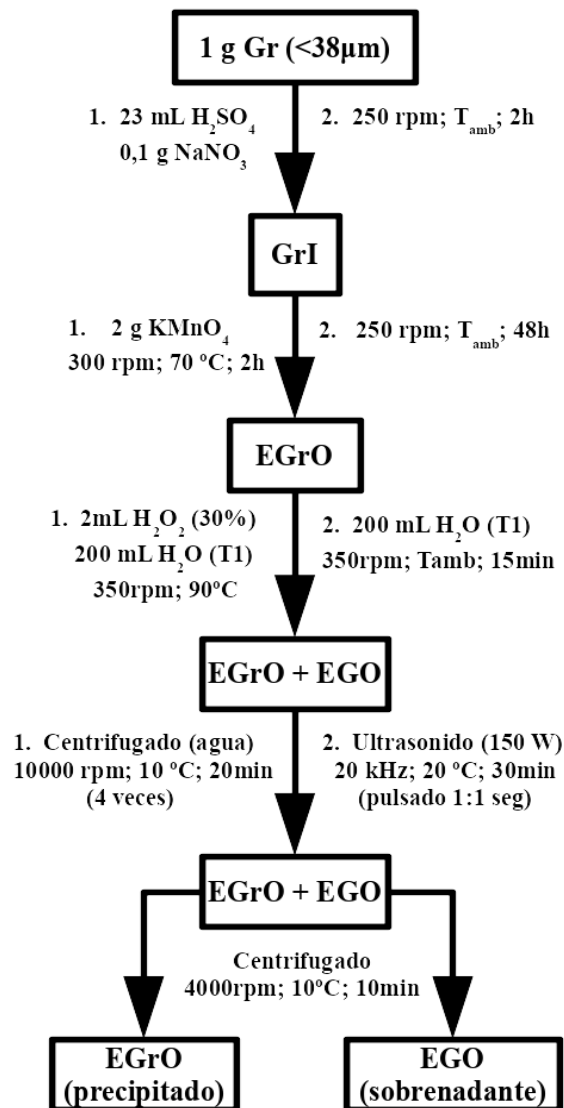 1 g Gr (<38μm)
1. 23 mL H₂SO₄
0,1 g NaNO₃
2. 250 rpm; Tamb; 2h
GrI
1. 2 g KMnO₄
300 rpm; 70 ºC; 2h
2. 250 rpm; Tamb; 48h
EGrO
1. 2mL H₂O₂ (30%)
200 mL H₂O (T1)
350rpm; 90ºC
2. 200 mL H₂O (T1)
350rpm; Tamb; 15min
EGrO + EGO
1. Centrifugado (agua)
10000 rpm; 10 ºC; 20min
(4 veces)
2. Ultrasonido (150 W)
20 kHz; 20 ºC; 30min
(pulsado 1:1 seg)
EGrO + EGO
Centrifugado
4000rpm; 10ºC; 10min
EGrO
(precipitado)
EGO
(sobrenadante)